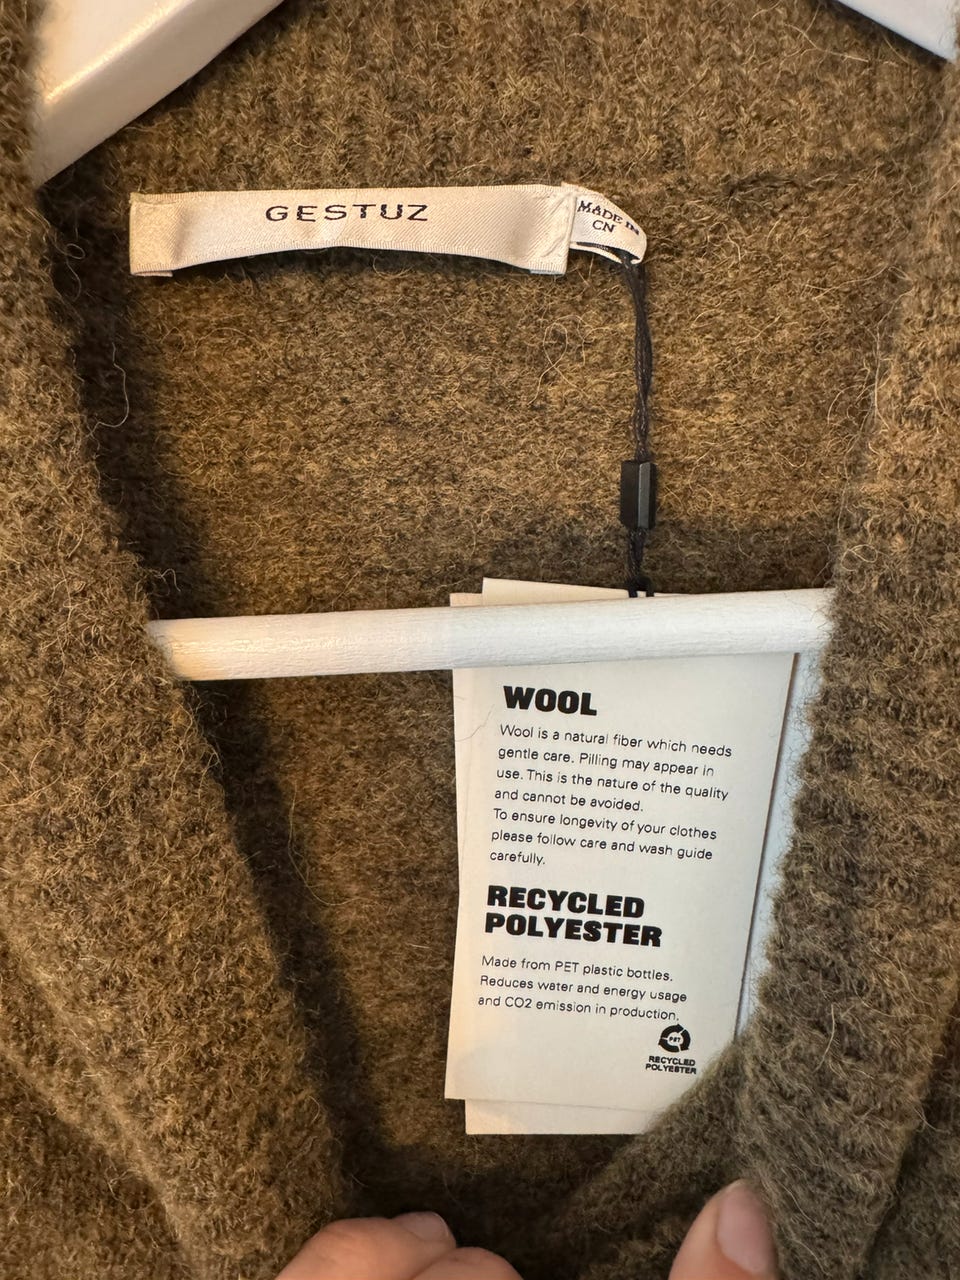 GESTUZ
MADE IN
CN
WOOL
Wool is a natural fiber which needs
gentle care. Pilling may appear in
use. This is the nature of the quality
and cannot be avoided.
To ensure longevity of your clothes
please follow care and wash guide
carefully.
RECYCLED
POLYESTER
Made from PET plastic bottles.
Reduces water and energy usage
and CO2 emission in production.
PET
RECYCLED
POLYESTER